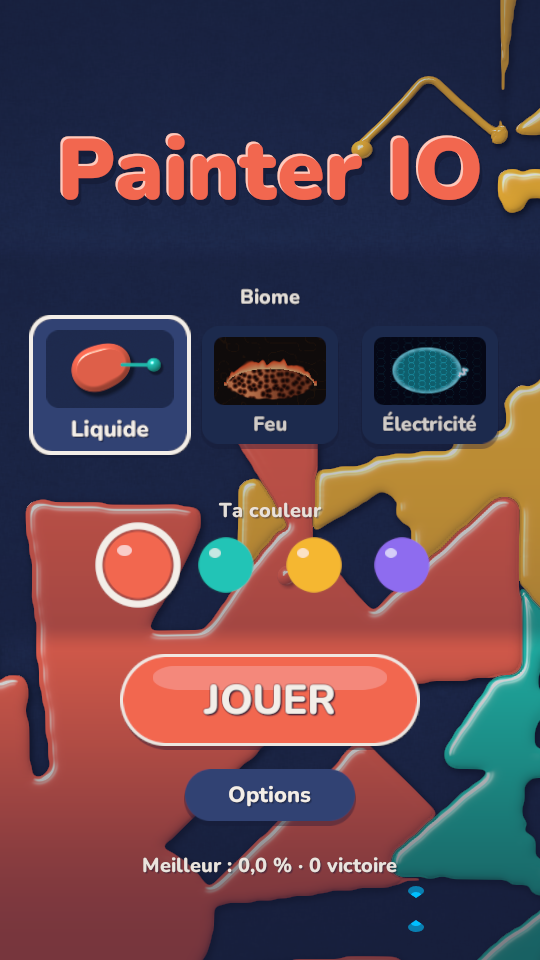 Painter IO
Biome
Liquide
Feu
Électricité
Ta couleur
JOUER
Options
Meilleur : 0,0 % · 0 victoire